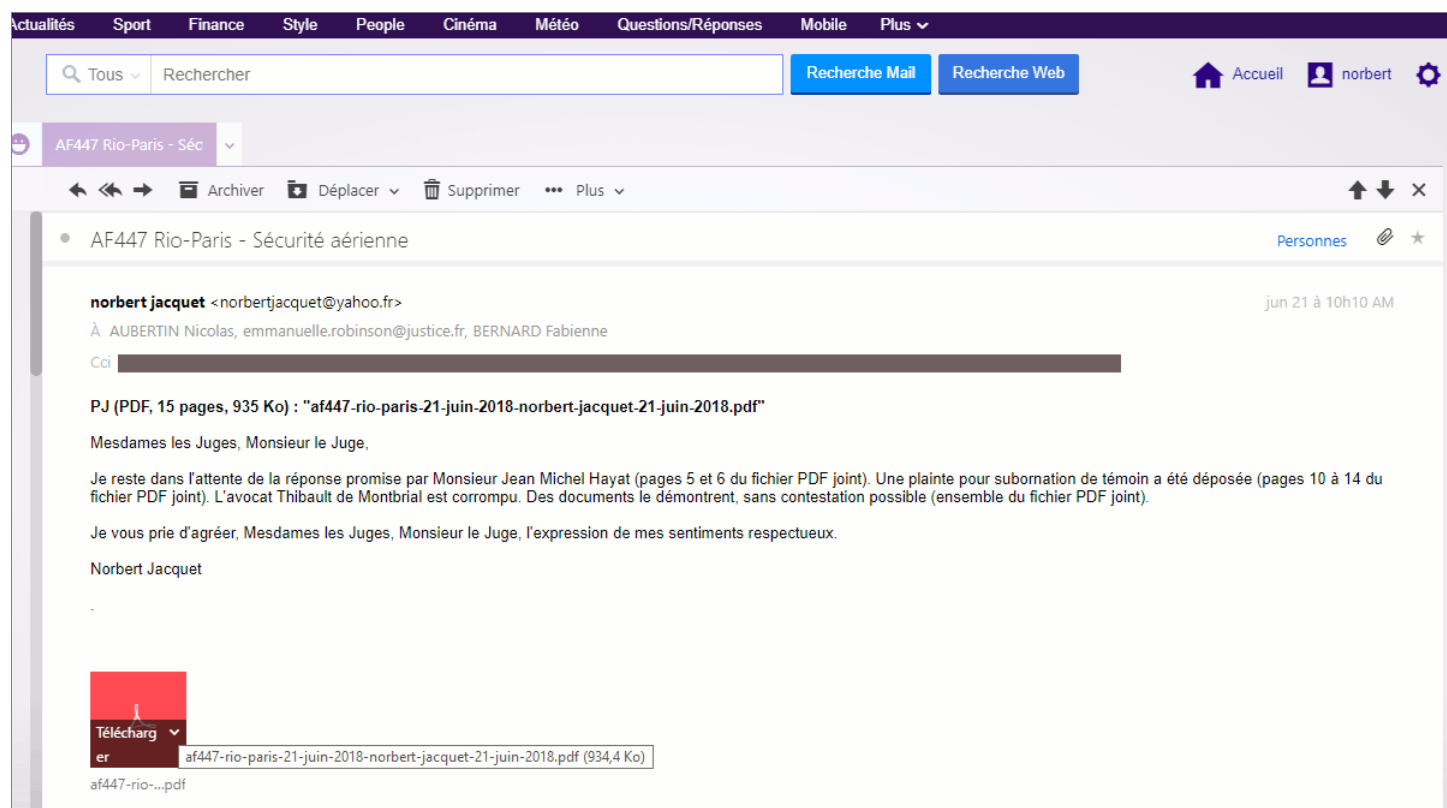 Actualités Sport Finance Style People Cinéma Météo Questions/Réponses Mobile Plus
Tous Rechercher Recherche Mail Recherche Web Accueil norbert
AF447 Rio-Paris - Séc
Archiver Déplacer Supprimer Plus
AF447 Rio-Paris - Sécurité aérienne Personnes
norbert jacquet <norbertjacquet@yahoo.fr> jun 21 à 10h10 AM
À AUBERTIN Nicolas, emmanuelle.robinson@justice.fr, BERNARD Fabienne
Cci
PJ (PDF, 15 pages, 935 Ko) : "af447-rio-paris-21-juin-2018-norbert-jacquet-21-juin-2018.pdf"
Mesdames les Juges, Monsieur le Juge,
Je reste dans l'attente de la réponse promise par Monsieur Jean Michel Hayat (pages 5 et 6 du fichier PDF joint). Une plainte pour subornation de témoin a été déposée (pages 10 à 14 du
fichier PDF joint). L'avocat Thibault de Montbrial est corrompu. Des documents le démontrent, sans contestation possible (ensemble du fichier PDF joint).
Je vous prie d'agréer, Mesdames les Juges, Monsieur le Juge, l'expression de mes sentiments respectueux.
Norbert Jacquet
.
Télécharg
er
af447-rio-paris-21-juin-2018-norbert-jacquet-21-juin-2018.pdf (934,4 Ko)
af447-rio-...pdf